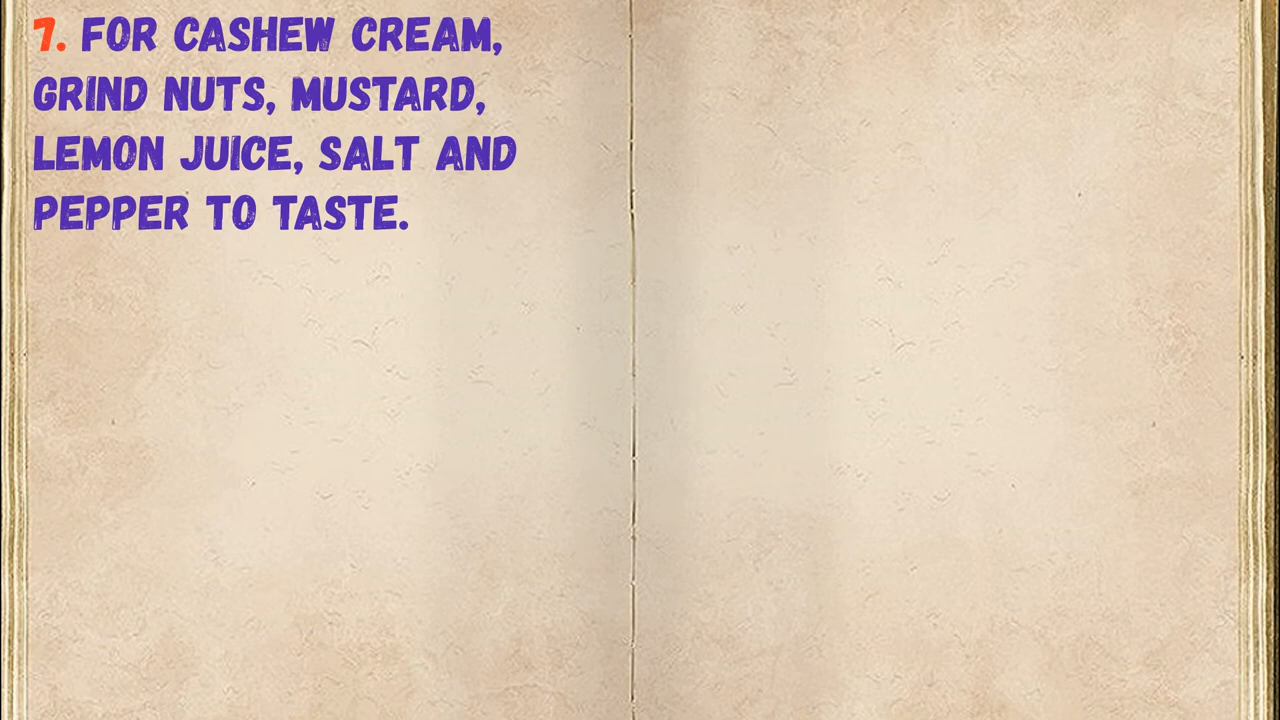 7. FOR CASHEW CREAM,
GRIND NUTS, MUSTARD,
LEMON JUICE, SALT AND
PEPPER TO TASTE.